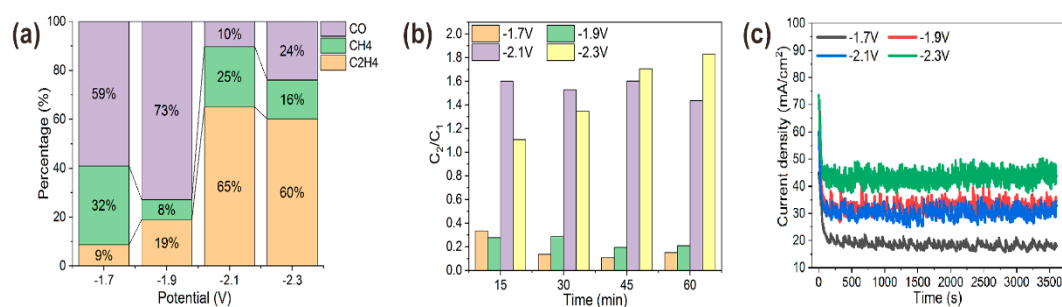 (a)
CO
CH4
C2H4
Percentage (%)
100
80
60
40
20
0
59%
32%
9%
73%
8%
19%
10%
25%
65%
24%
16%
60%
-1.7
-1.9
-2.1
-2.3
Potential (V)
(b)
-1.7V
-1.9V
-2.1V
-2.3V
C2/C1
2.0
1.8
1.6
1.4
1.2
1.0
0.8
0.6
0.4
0.2
0.0
15
30
45
60
Time (min)
(c)
-1.7V
-1.9V
-2.1V
-2.3V
Current density (mA/cm²)
100
90
80
70
60
50
40
30
20
10
0
500
1000
1500
2000
2500
3000
3500
Time (s)